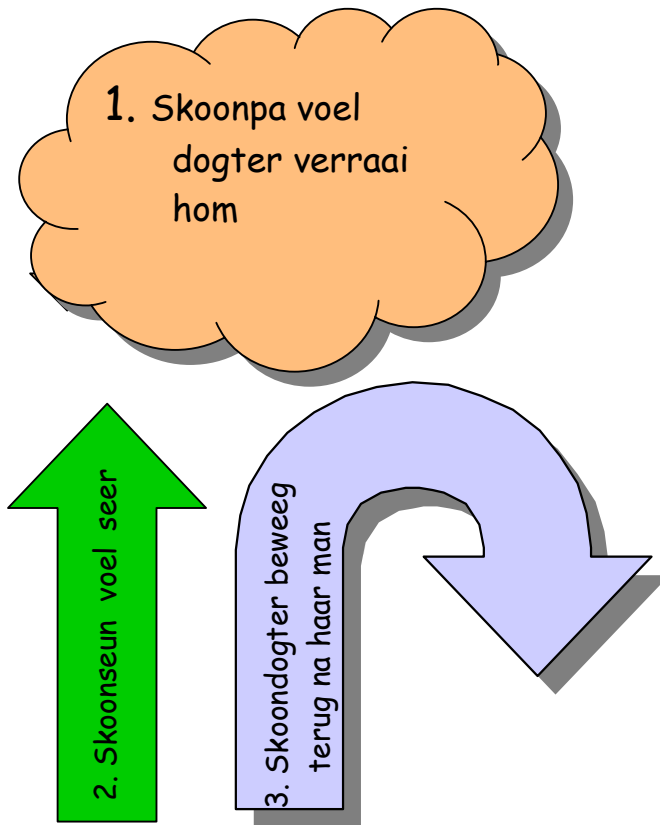 1. Skoonpa voel
dogter verraai
hom
2. Skoonseun voel seer
3. Skoondogter beweeg
terug na haar man